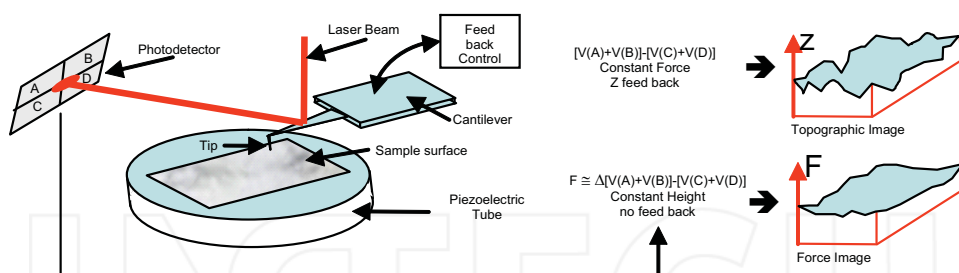 Laser Beam
Feed
back
Control
Photodetector
A
B
C
D
Cantilever
Tip
Sample surface
Piezoelectric
Tube
[V(A)+V(B)]-[V(C)+V(D)]
Constant Force
Z feed back
Z
Topographic Image
F ≅ Δ[V(A)+V(B)]-[V(C)+V(D)]
Constant Height
no feed back
F
Force Image